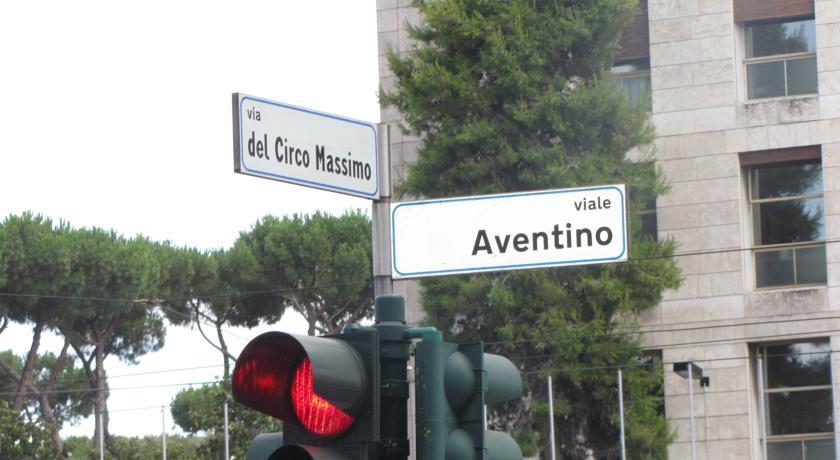 via
del Circo Massimo
viale
Aventino